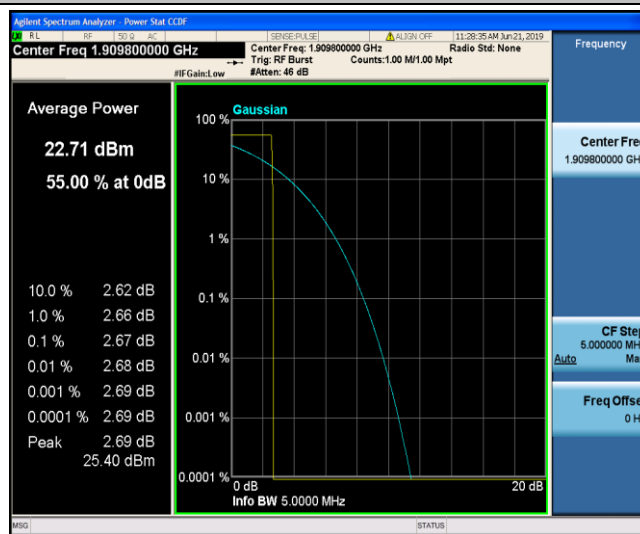 Agilent Spectrum Analyzer - Power Stat CCDF
RL RF 50 Ω AC SENSE:PULSE ALIGN OFF 11:28:35 AM Jun 21, 2019
Center Freq 1.909800000 GHz
Center Freq: 1.909800000 GHz Radio Std: None
Trig: RF Burst Counts:1.00 M/1.00 Mpt
#IFGain:Low #Atten: 46 dB
Frequency
Average Power
22.71 dBm
55.00 % at 0dB
10.0 % 2.62 dB
1.0 % 2.66 dB
0.1 % 2.67 dB
0.01 % 2.68 dB
0.001 % 2.69 dB
0.0001 % 2.69 dB
Peak 2.69 dB
25.40 dBm
Gaussian
100 %
10 %
1 %
0.1 %
0.01 %
0.001 %
0.0001 %
0 dB 20 dB
Info BW 5.0000 MHz
Center Fre
1.909800000 GH
CF Step
5.000000 MH
Auto Ma
Freq Offse
0 H
MSG STATUS